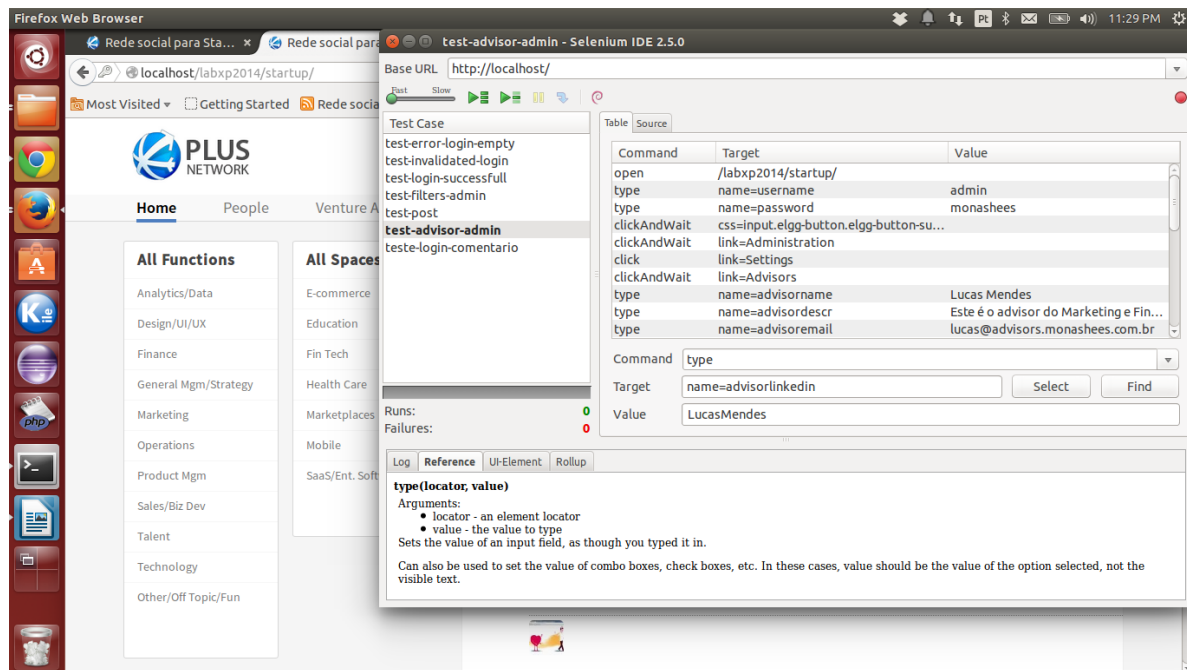 Firefox Web Browser
Pt
11:29 PM
Rede social para Sta... ×
Rede social para
localhost/labxp2014/startup/
Most Visited
Getting Started
Rede socia
PLUS
NETWORK
Home
People
Venture A
All Functions
Analytics/Data
Design/UI/UX
Finance
General Mgm/Strategy
Marketing
Operations
Product Mgm
Sales/Biz Dev
Talent
Technology
Other/Off Topic/Fun
All Spaces
E-commerce
Education
Fin Tech
Health Care
Marketplaces
Mobile
SaaS/Ent. Soft
test-advisor-admin - Selenium IDE 2.5.0
Base URL http://localhost/
Fast Slow
Test Case
test-error-login-empty
test-invalidated-login
test-login-successfull
test-filters-admin
test-post
test-advisor-admin
teste-login-comentario
Runs: 0
Failures: 0
Table Source
Command Target Value
open /labxp2014/startup/
type name=username admin
type name=password monashees
clickAndWait css=input.elgg-button.elgg-button-su...
clickAndWait link=Administration
click link=Settings
clickAndWait link=Advisors
type name=advisorname Lucas Mendes
type name=advisordescr Este é o advisor do Marketing e Fin...
type name=advisoremail lucas@advisors.monashees.com.br
Command type
Target name=advisorlinkedin Select Find
Value LucasMendes
Log Reference UI-Element Rollup
type(locator, value)
Arguments:
• locator - an element locator
• value - the value to type
Sets the value of an input field, as though you typed it in.
Can also be used to set the value of combo boxes, check boxes, etc. In these cases, value should be the value of the option selected, not the
visible text.
php